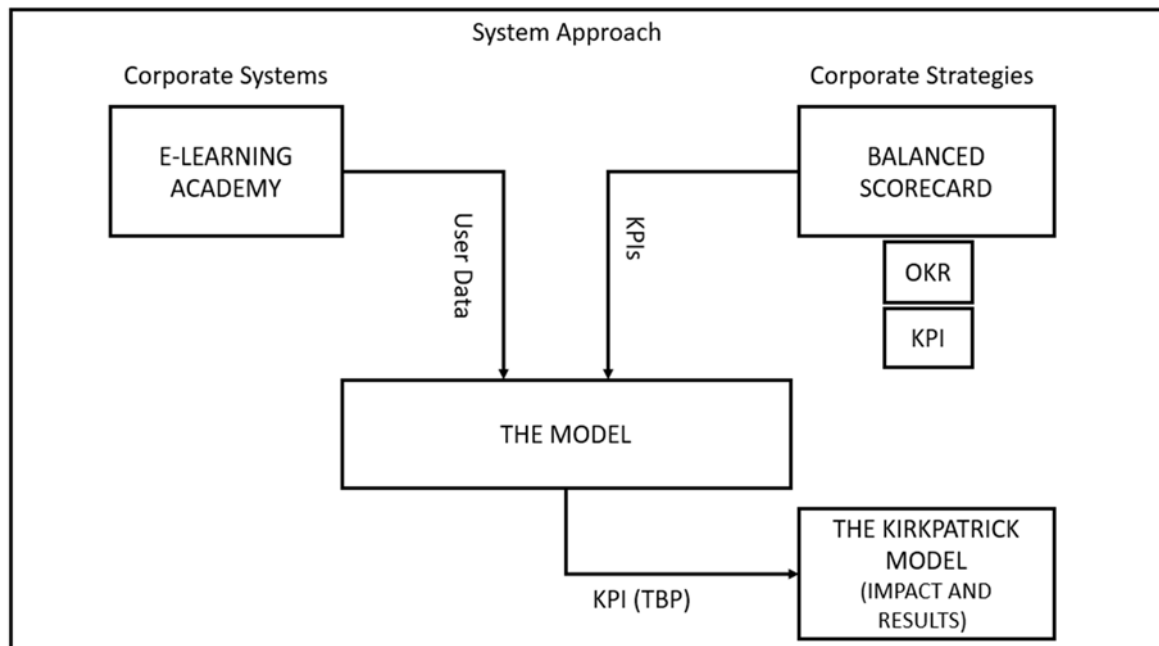 System Approach
Corporate Systems
Corporate Strategies
E-LEARNING
ACADEMY
BALANCED
SCORECARD
OKR
KPI
User Data
KPIs
THE MODEL
KPI (TBP)
THE KIRKPATRICK
MODEL
(IMPACT AND
RESULTS)